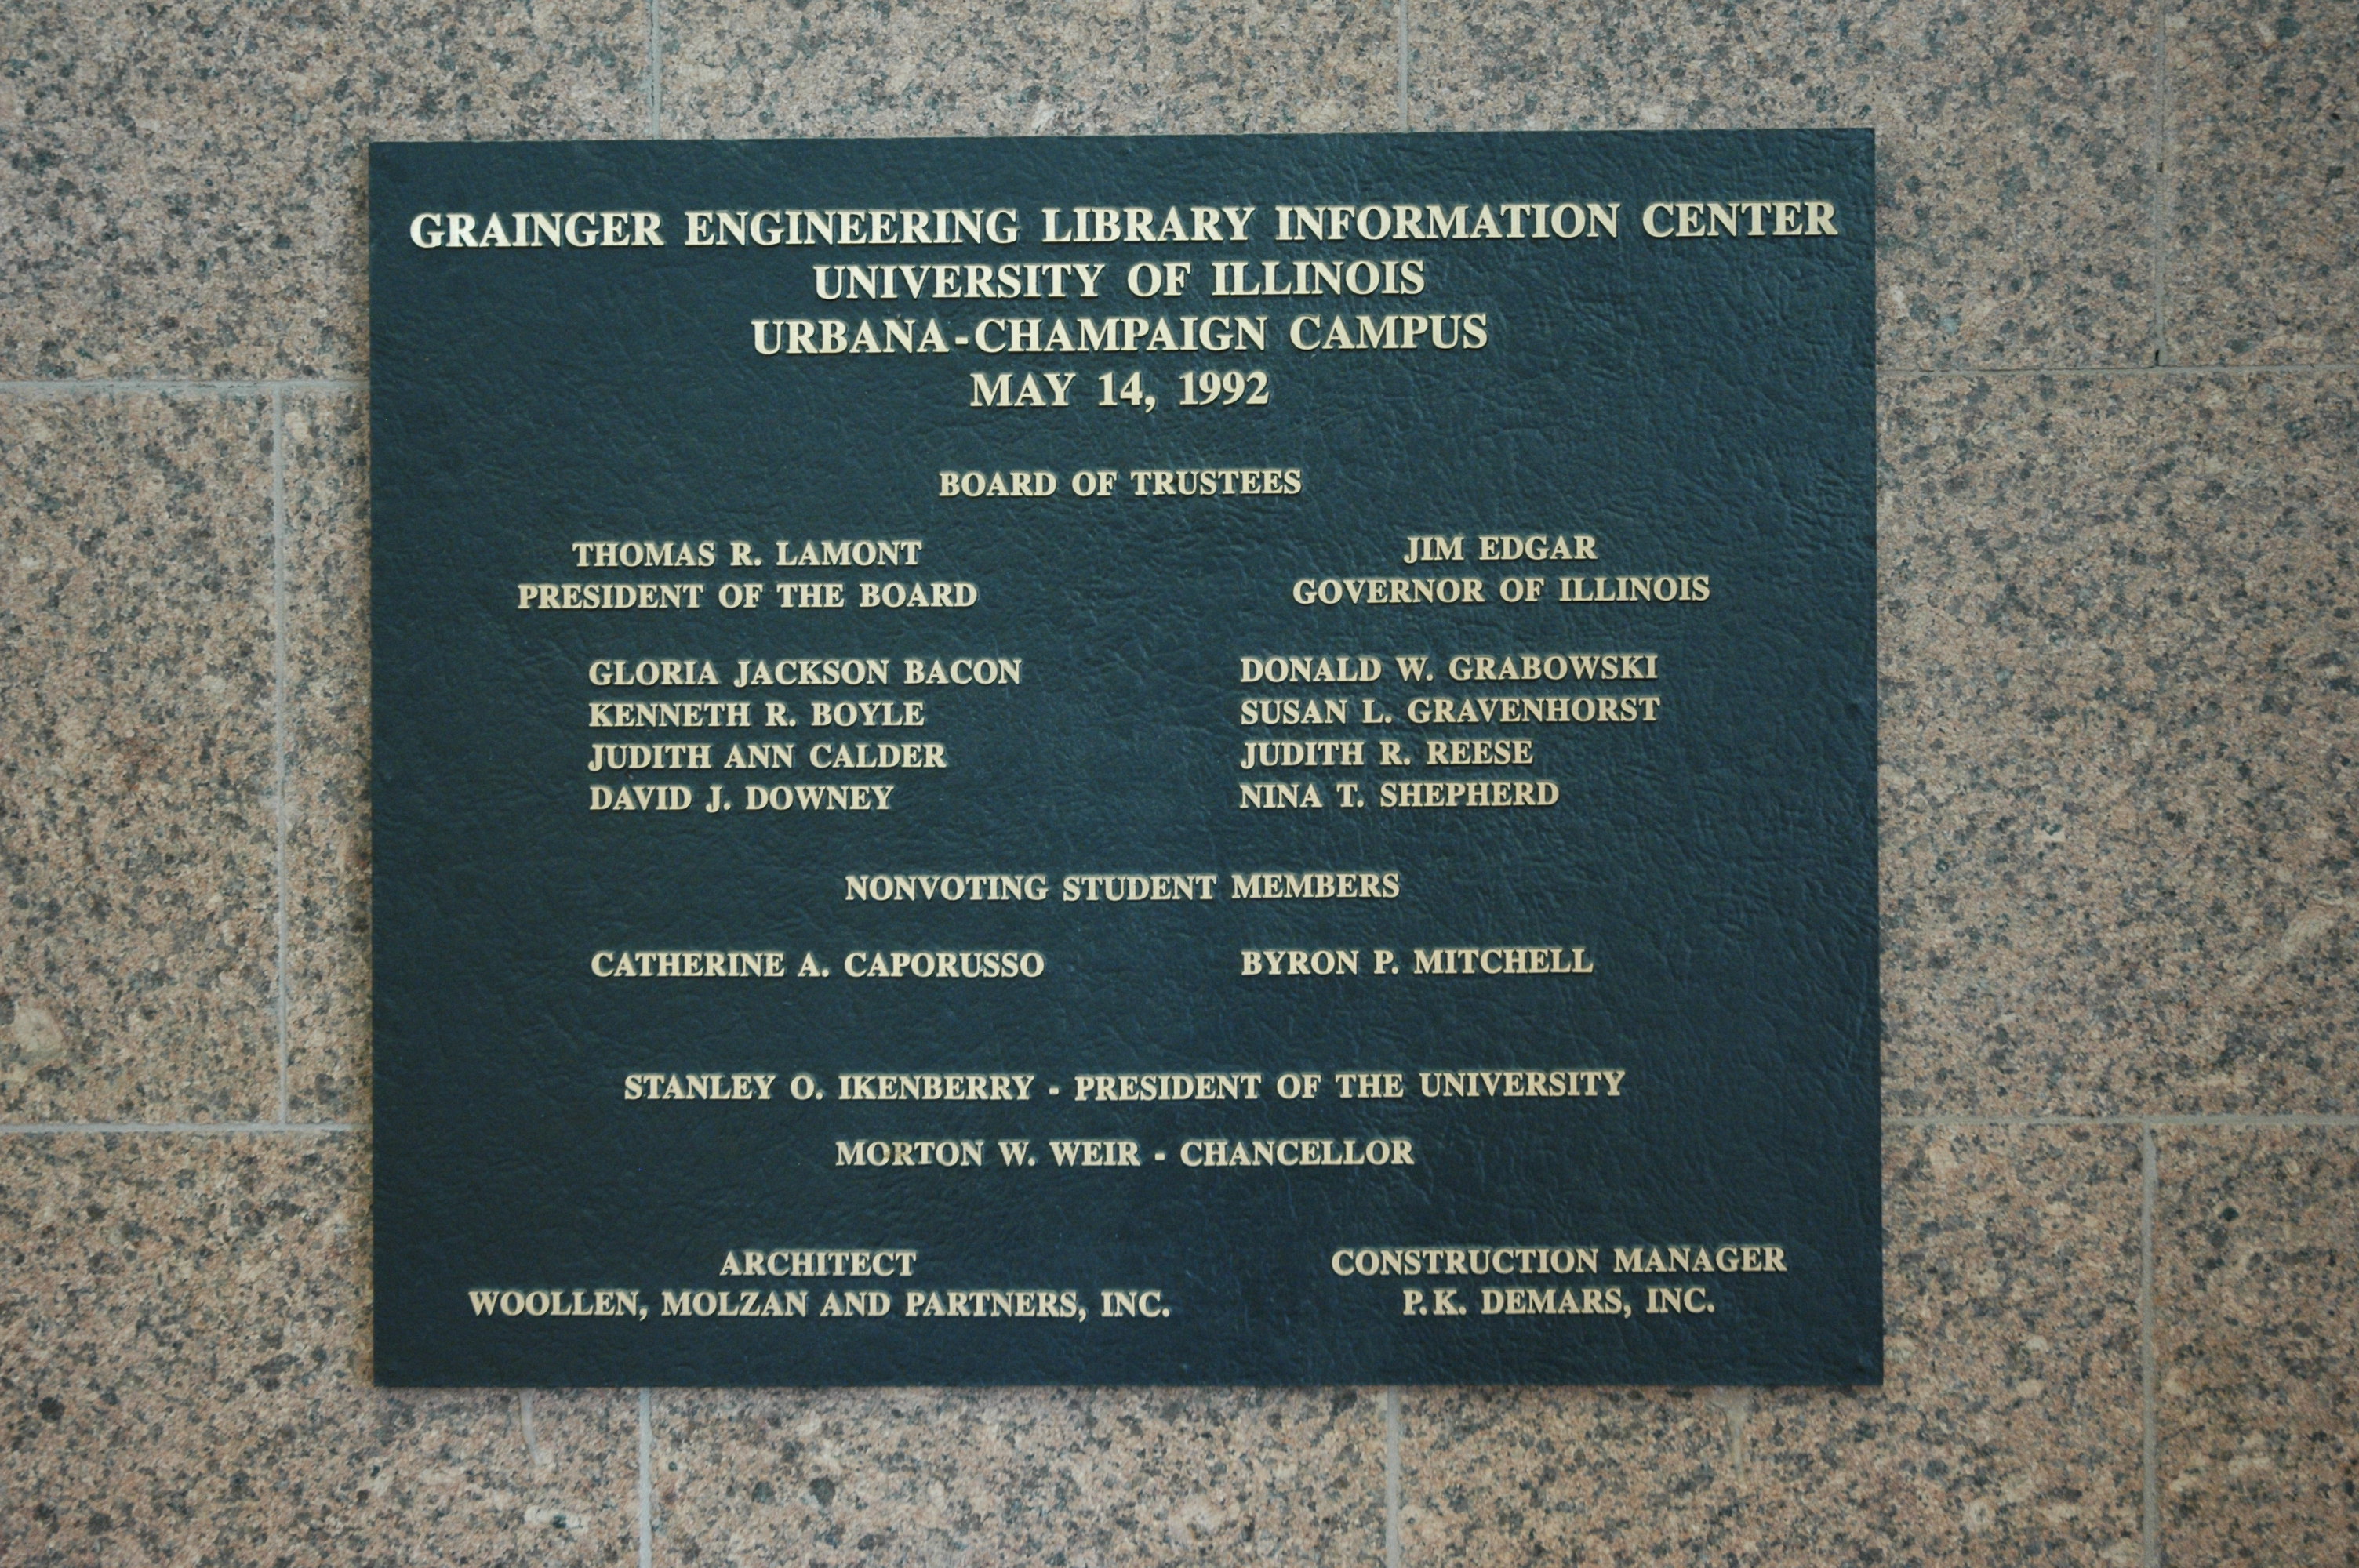 GRAINGER ENGINEERING LIBRARY INFORMATION CENTER
UNIVERSITY OF ILLINOIS
URBANA-CHAMPAIGN CAMPUS
MAY 14, 1992
BOARD OF TRUSTEES
THOMAS R. LAMONT
PRESIDENT OF THE BOARD
JIM EDGAR
GOVERNOR OF ILLINOIS
GLORIA JACKSON BACON
KENNETH R. BOYLE
JUDITH ANN CALDER
DAVID J. DOWNEY
DONALD W. GRABOWSKI
SUSAN L. GRAVENHORST
JUDITH R. REESE
NINA T. SHEPHERD
NONVOTING STUDENT MEMBERS
CATHERINE A. CAPORUSSO
BYRON P. MITCHELL
STANLEY O. IKENBERRY - PRESIDENT OF THE UNIVERSITY
MORTON W. WEIR - CHANCELLOR
ARCHITECT
WOOLLEN, MOLZAN AND PARTNERS, INC.
CONSTRUCTION MANAGER
P. K. DEMARS, INC.